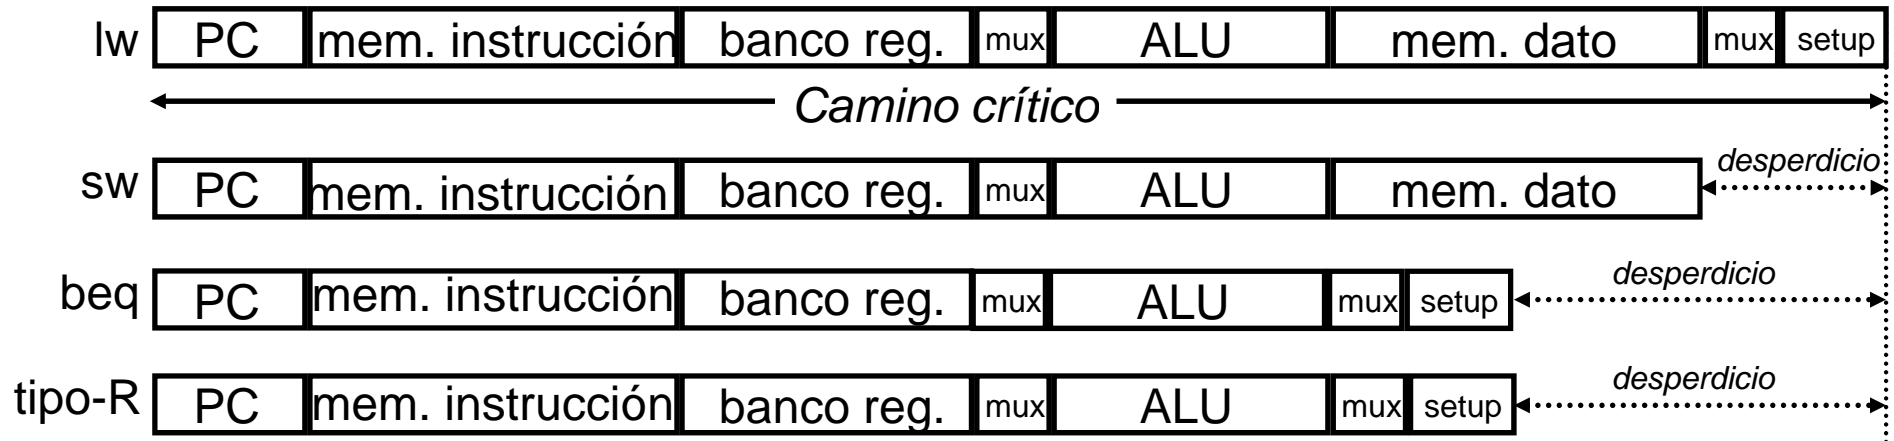 lw PC mem. instrucción banco reg. mux ALU mem. dato mux setup
Camino crítico
sw PC mem. instrucción banco reg. mux ALU mem. dato desperdicio
beq PC mem. instrucción banco reg. mux ALU mux setup desperdicio
tipo-R PC mem. instrucción banco reg. mux ALU mux setup desperdicio